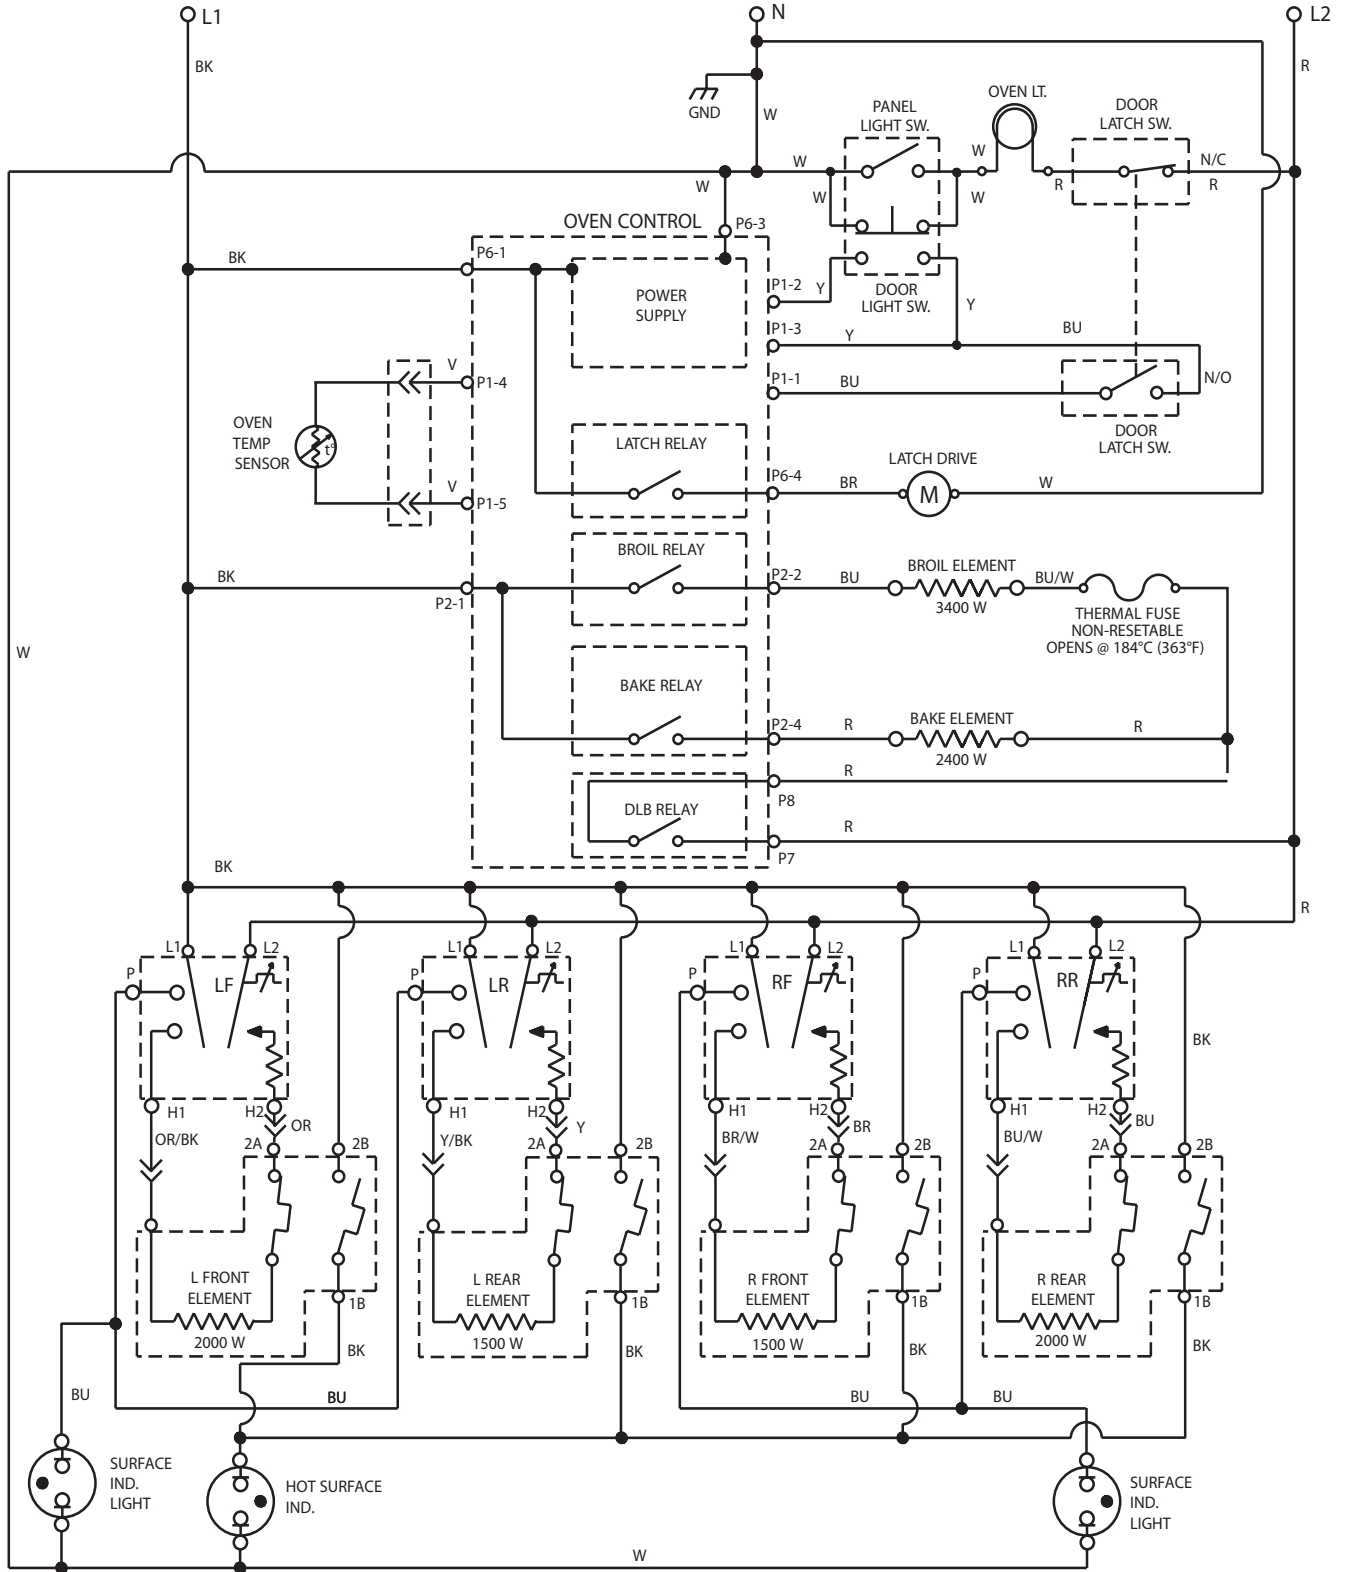 L1
N
L2
BK
R
GND
W
PANEL
LIGHT SW.
OVEN LT.
DOOR
LATCH SW.
W
W
N/C
R
R
W
W
W
OVEN CONTROL
P6-3
P6-1
BK
POWER
SUPPLY
P1-2
Y
DOOR
LIGHT SW.
Y
P1-3
Y
BU
V
P1-4
P1-1
BU
N/O
DOOR
LATCH SW.
OVEN
TEMP
SENSOR
t°
V
P1-5
LATCH RELAY
P6-4
BR
LATCH DRIVE
M
W
BROIL RELAY
BK
P2-1
P2-2
BU
BROIL ELEMENT
3400 W
BU/W
THERMAL FUSE
NON-RESETABLE
OPENS @ 184°C (363°F)
W
BAKE RELAY
P2-4
R
BAKE ELEMENT
2400 W
R
R
P8
DLB RELAY
R
P7
BK
R
L1
L2
L1
L2
L1
L2
L1
L2
P
LF
P
LR
P
RF
P
RR
BK
H1
H2
H1
H2
H1
H2
H1
H2
OR/BK
OR
Y/BK
Y
BR/W
BR
BU/W
BU
2A
2B
2A
2B
2A
2B
2A
2B
L FRONT
ELEMENT
2000 W
1B
L REAR
ELEMENT
1500 W
1B
R FRONT
ELEMENT
1500 W
1B
R REAR
ELEMENT
2000 W
1B
BK
BK
BK
BK
BU
BU
BU
BU
SURFACE
IND.
LIGHT
HOT SURFACE
IND.
SURFACE
IND.
LIGHT
W